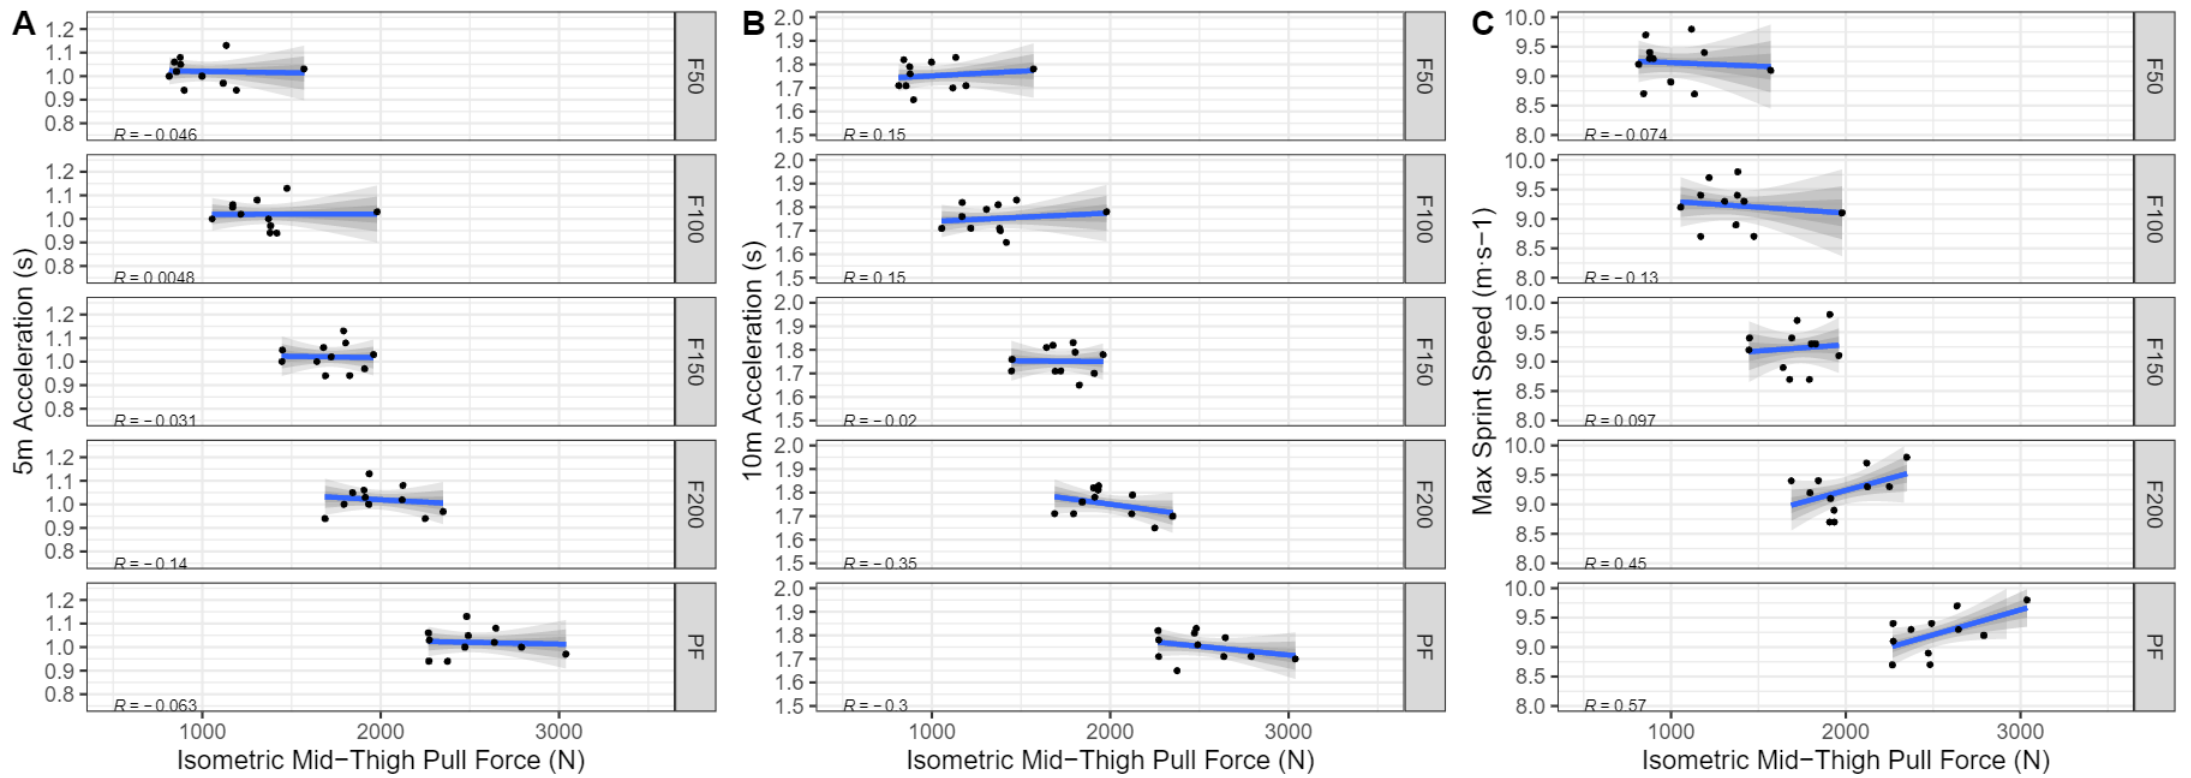 A
5m Acceleration (s)
1.2
1.1
1.0
0.9
0.8
R = −0.046
F50
1.2
1.1
1.0
0.9
0.8
R = 0.0048
F100
1.2
1.1
1.0
0.9
0.8
R = −0.031
F150
1.2
1.1
1.0
0.9
0.8
R = −0.14
F200
1.2
1.1
1.0
0.9
0.8
R = −0.063
PF
1000 2000 3000
Isometric Mid−Thigh Pull Force (N)
B
10m Acceleration (s)
2.0
1.9
1.8
1.7
1.6
1.5
R = 0.15
F50
2.0
1.9
1.8
1.7
1.6
1.5
R = 0.15
F100
2.0
1.9
1.8
1.7
1.6
1.5
R = −0.02
F150
2.0
1.9
1.8
1.7
1.6
1.5
R = −0.35
F200
2.0
1.9
1.8
1.7
1.6
1.5
R = −0.3
PF
1000 2000 3000
Isometric Mid−Thigh Pull Force (N)
C
Max Sprint Speed (m·s−1)
10.0
9.5
9.0
8.5
8.0
R = −0.074
F50
10.0
9.5
9.0
8.5
8.0
R = −0.13
F100
10.0
9.5
9.0
8.5
8.0
R = 0.097
F150
10.0
9.5
9.0
8.5
8.0
R = 0.45
F200
10.0
9.5
9.0
8.5
8.0
R = 0.57
PF
1000 2000 3000
Isometric Mid−Thigh Pull Force (N)